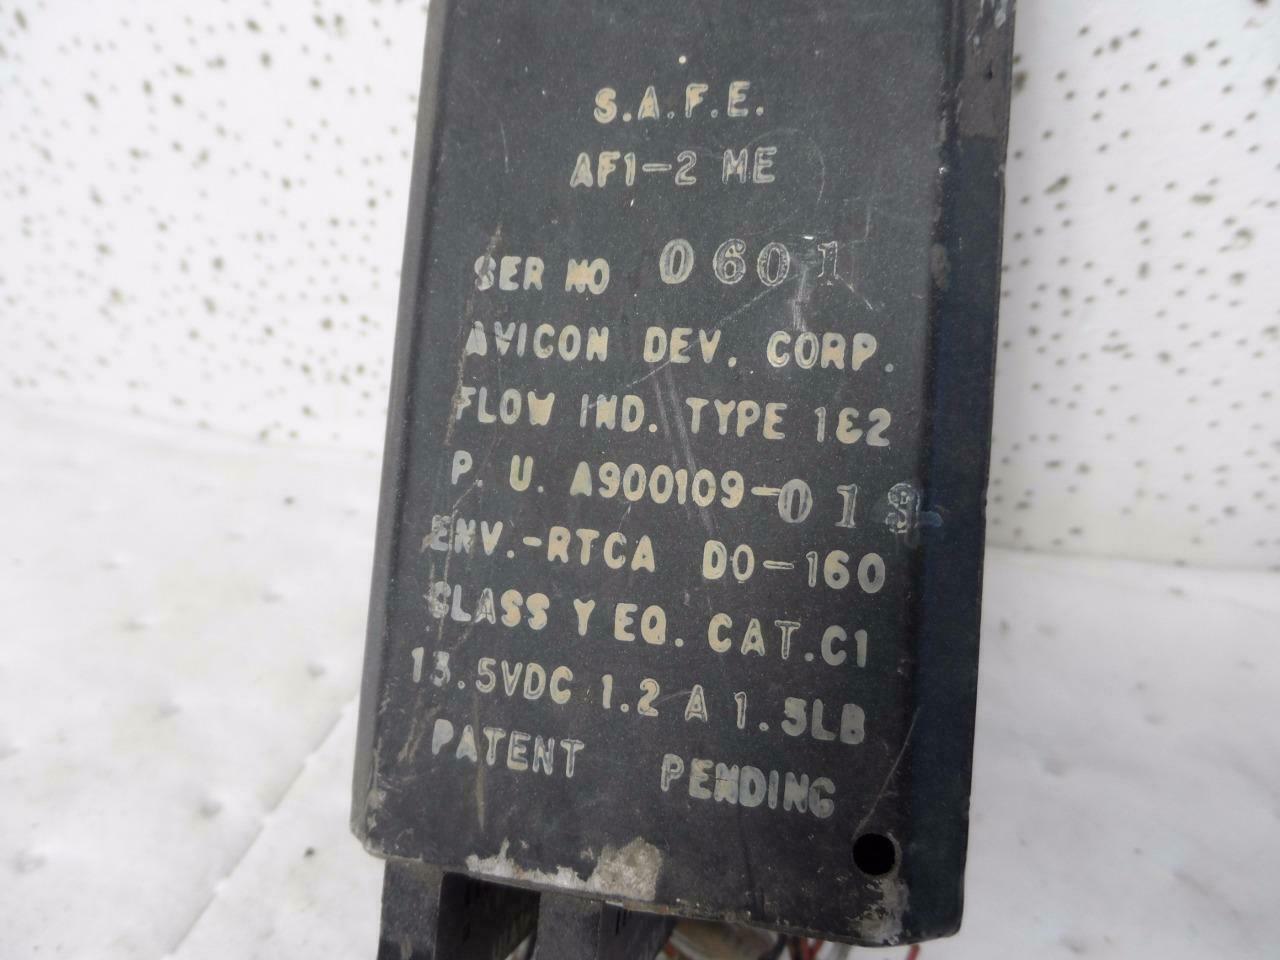 S.A.F.E.
AF1-2 ME
SER NO 0601
AVICON DEV. CORP.
FLOW IND. TYPE 1&2
P. U. A900109-013
ENV.-RTCA DO-160
CLASS Y EQ. CAT.C1
13.5VDC 1.2 A 1.5LB
PATENT PENDING